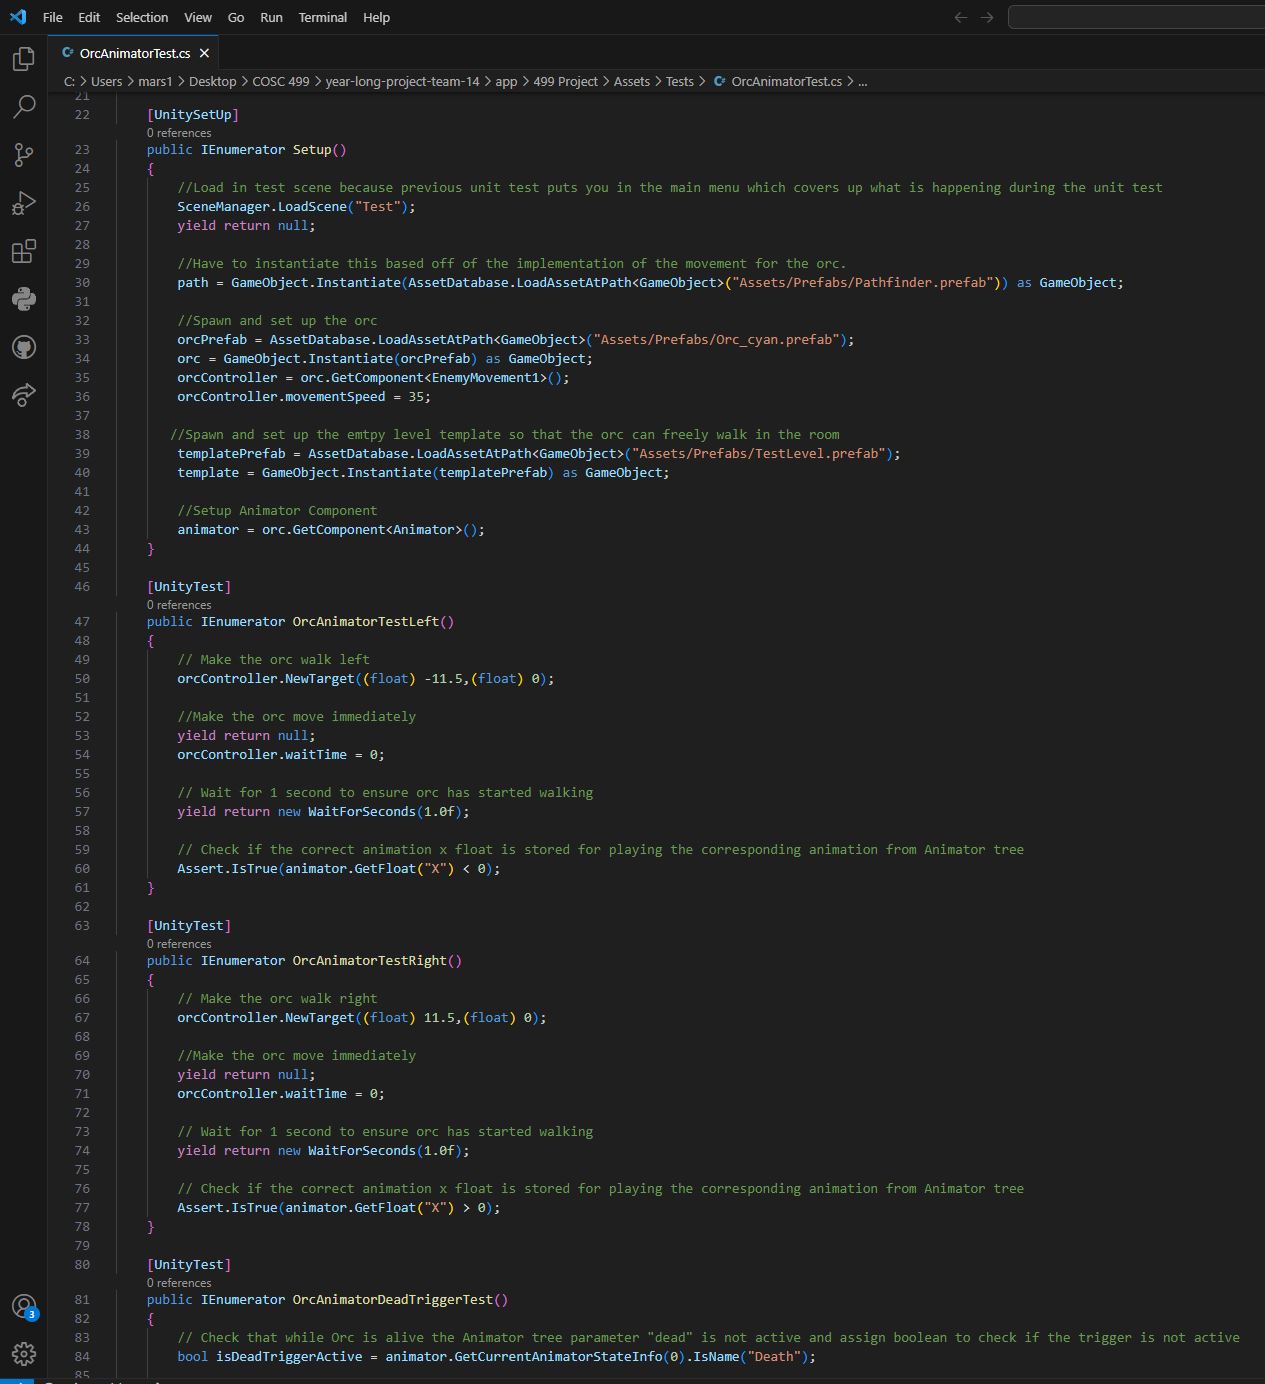 File Edit Selection View Go Run Terminal Help
OrcAnimatorTest.cs
C: > Users > mars1 > Desktop > COSC 499 > year-long-project-team-14 > app > 499 Project > Assets > Tests > OrcAnimatorTest.cs > ...
21
22 [UnitySetUp]
0 references
23 public IEnumerator Setup()
24 {
25 //Load in test scene because previous unit test puts you in the main menu which covers up what is happening during the unit test
26 SceneManager.LoadScene("Test");
27 yield return null;
28
29 //Have to instantiate this based off of the implementation of the movement for the orc.
30 path = GameObject.Instantiate(AssetDatabase.LoadAssetAtPath<GameObject>("Assets/Prefabs/Pathfinder.prefab")) as GameObject;
31
32 //Spawn and set up the orc
33 orcPrefab = AssetDatabase.LoadAssetAtPath<GameObject>("Assets/Prefabs/Orc_cyan.prefab");
34 orc = GameObject.Instantiate(orcPrefab) as GameObject;
35 orcController = orc.GetComponent<EnemyMovement1>();
36 orcController.movementSpeed = 35;
37
38 //Spawn and set up the emtpy level template so that the orc can freely walk in the room
39 templatePrefab = AssetDatabase.LoadAssetAtPath<GameObject>("Assets/Prefabs/TestLevel.prefab");
40 template = GameObject.Instantiate(templatePrefab) as GameObject;
41
42 //Setup Animator Component
43 animator = orc.GetComponent<Animator>();
44 }
45
46 [UnityTest]
0 references
47 public IEnumerator OrcAnimatorTestLeft()
48 {
49 // Make the orc walk left
50 orcController.NewTarget((float) -11.5,(float) 0);
51
52 //Make the orc move immediately
53 yield return null;
54 orcController.waitTime = 0;
55
56 // Wait for 1 second to ensure orc has started walking
57 yield return new WaitForSeconds(1.0f);
58
59 // Check if the correct animation x float is stored for playing the corresponding animation from Animator tree
60 Assert.IsTrue(animator.GetFloat("X") < 0);
61 }
62
63 [UnityTest]
0 references
64 public IEnumerator OrcAnimatorTestRight()
65 {
66 // Make the orc walk right
67 orcController.NewTarget((float) 11.5,(float) 0);
68
69 //Make the orc move immediately
70 yield return null;
71 orcController.waitTime = 0;
72
73 // Wait for 1 second to ensure orc has started walking
74 yield return new WaitForSeconds(1.0f);
75
76 // Check if the correct animation x float is stored for playing the corresponding animation from Animator tree
77 Assert.IsTrue(animator.GetFloat("X") > 0);
78 }
79
80 [UnityTest]
0 references
81 public IEnumerator OrcAnimatorDeadTriggerTest()
82 {
83 // Check that while Orc is alive the Animator tree parameter "dead" is not active and assign boolean to check if the trigger is not active
84 bool isDeadTriggerActive = animator.GetCurrentAnimatorStateInfo(0).IsName("Death");
85
3